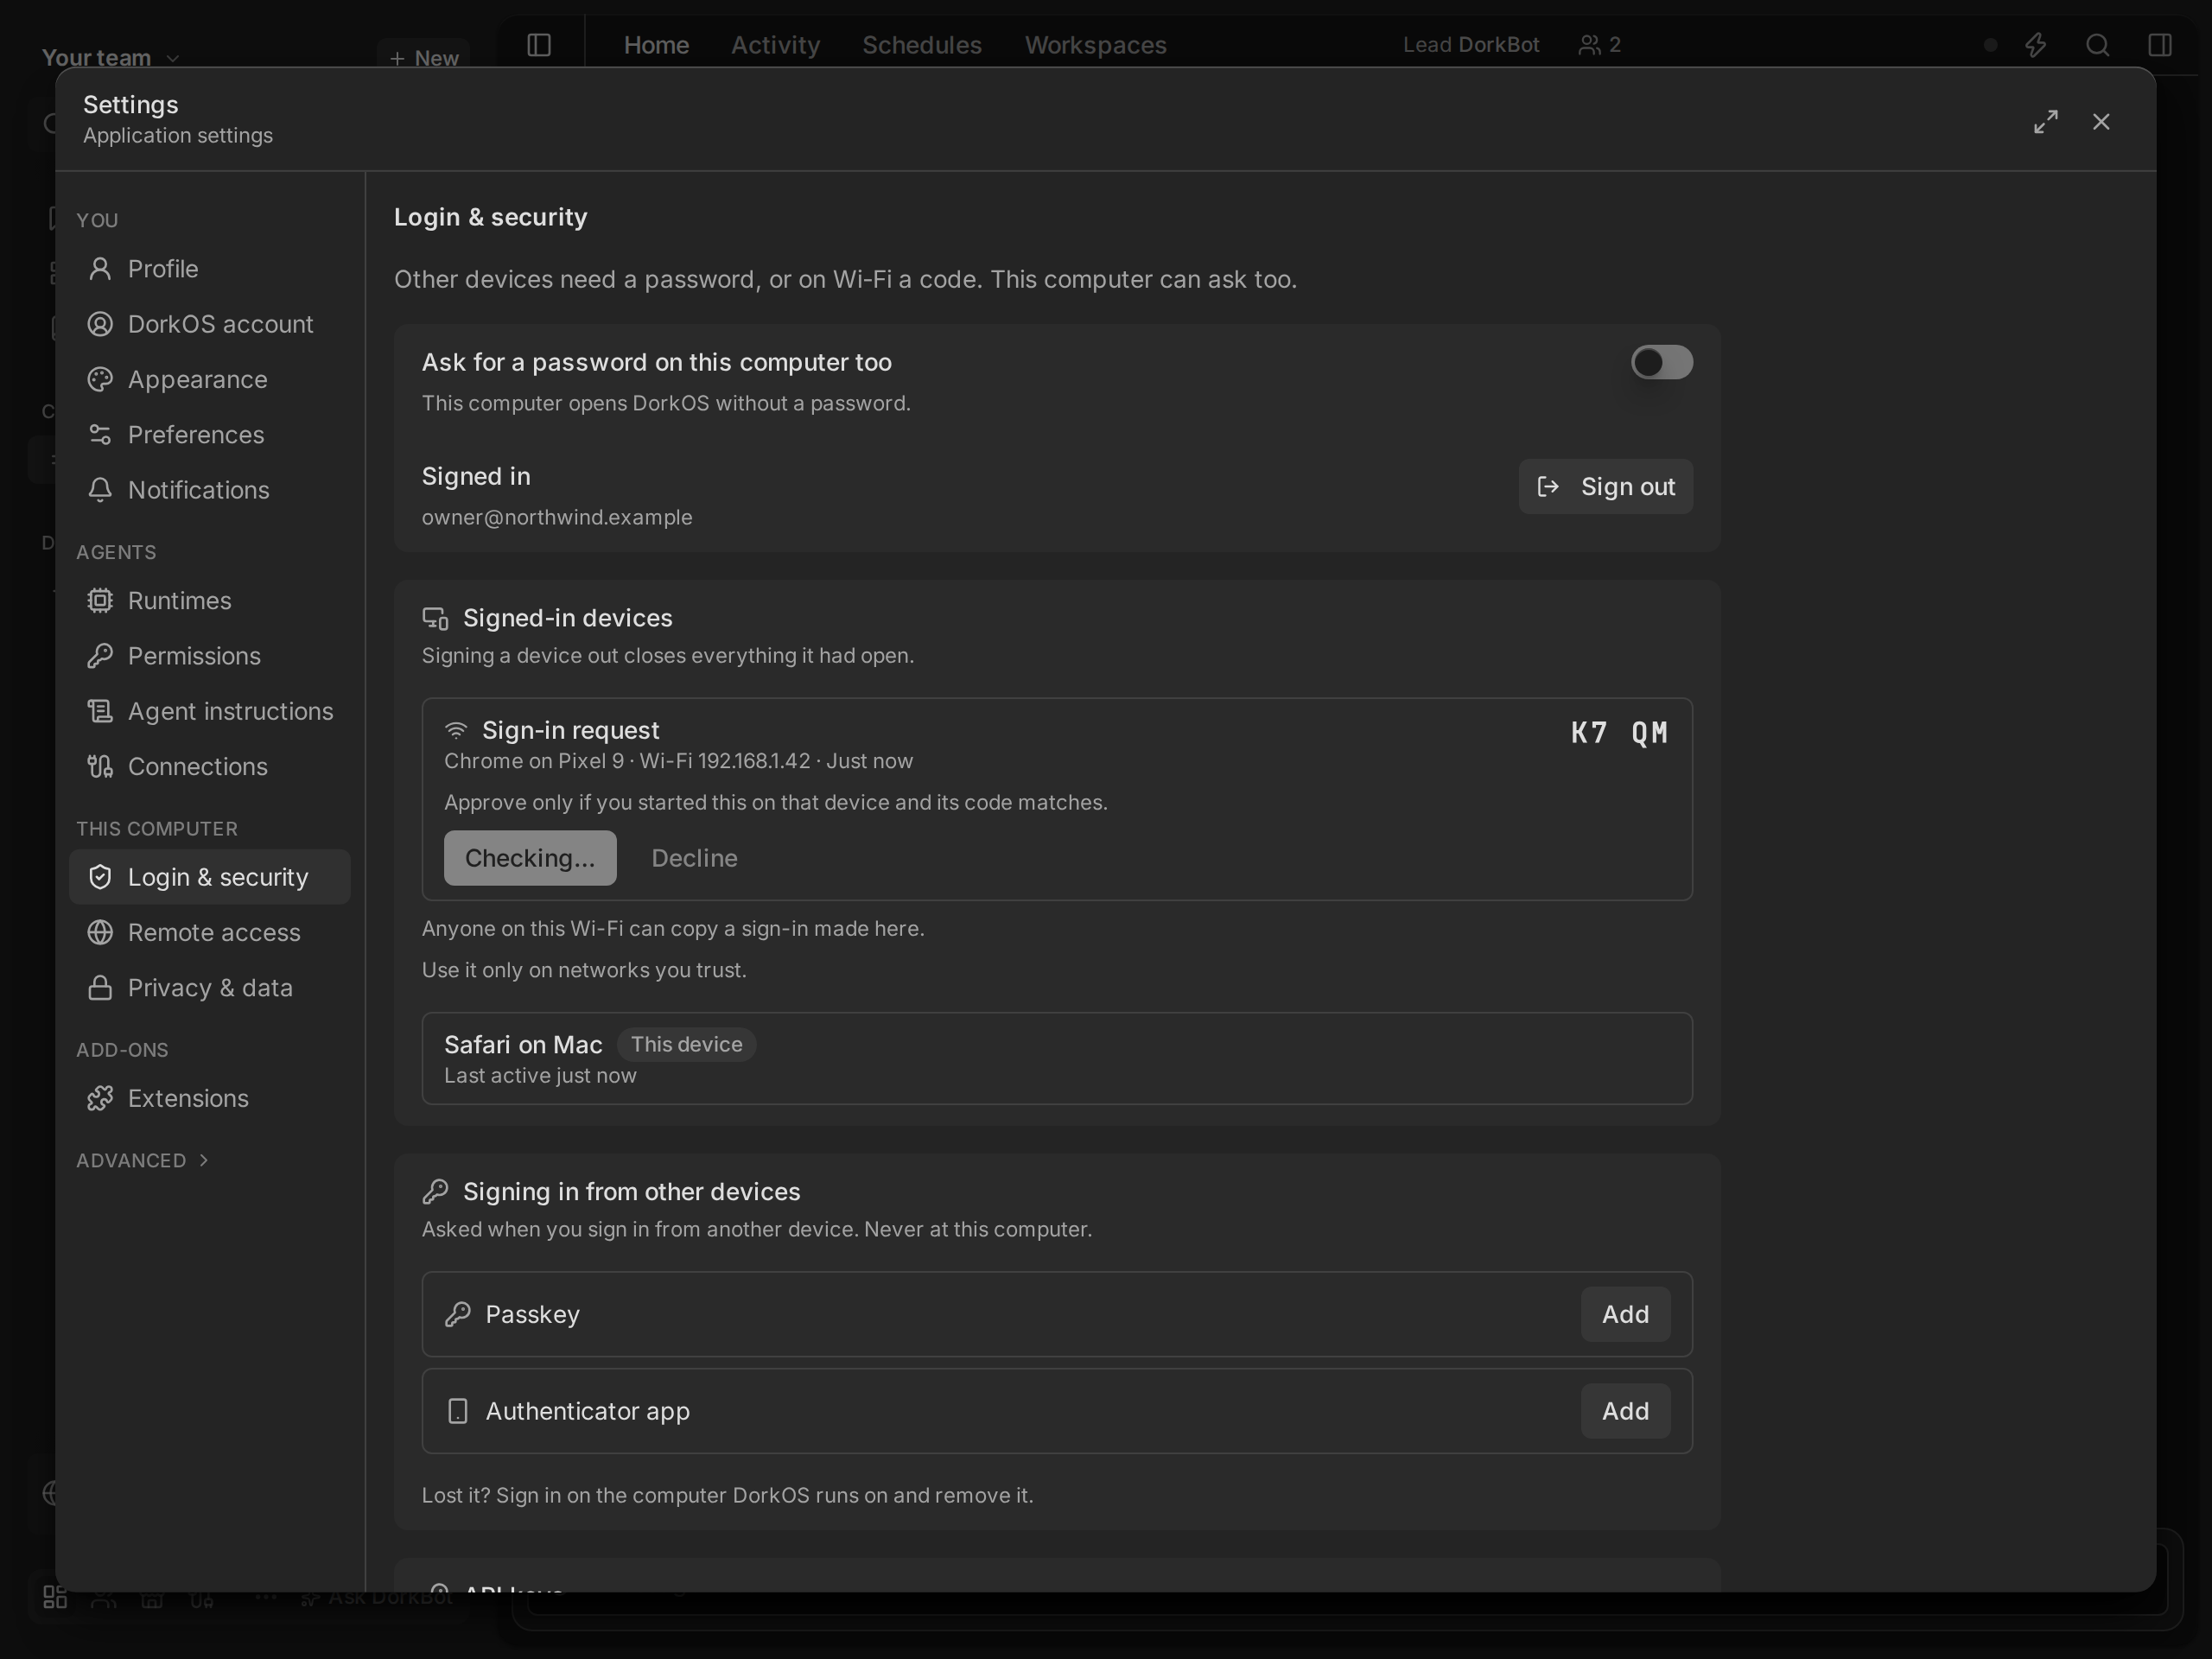 Your team
+ New
Home
Activity
Schedules
Workspaces
Lead DorkBot
2
Settings
Application settings
YOU
Profile
DorkOS account
Appearance
Preferences
Notifications
AGENTS
Runtimes
Permissions
Agent instructions
Connections
THIS COMPUTER
Login & security
Remote access
Privacy & data
ADD-ONS
Extensions
ADVANCED
Login & security
Other devices need a password, or on Wi-Fi a code. This computer can ask too.
Ask for a password on this computer too
This computer opens DorkOS without a password.
Signed in
owner@northwind.example
Sign out
Signed-in devices
Signing a device out closes everything it had open.
Sign-in request
K7 QM
Chrome on Pixel 9 · Wi-Fi 192.168.1.42 · Just now
Approve only if you started this on that device and its code matches.
Checking...
Decline
Anyone on this Wi-Fi can copy a sign-in made here.
Use it only on networks you trust.
Safari on Mac
This device
Last active just now
Signing in from other devices
Asked when you sign in from another device. Never at this computer.
Passkey
Add
Authenticator app
Add
Lost it? Sign in on the computer DorkOS runs on and remove it.
API keys
Ask DorkBot